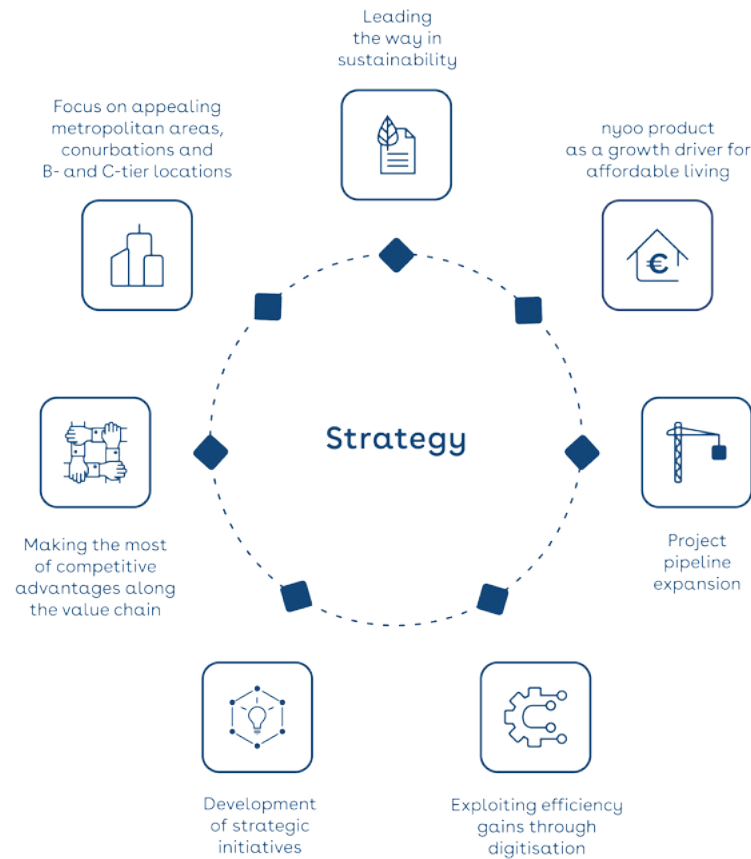 Leading
the way in
sustainability
Focus on appealing
metropolitan areas,
conurbations and
B- and C-tier locations
nyoo product
as a growth driver for
affordable living
€
Strategy
Making the most
of competitive
advantages along
the value chain
Project
pipeline
expansion
Development
of strategic
initiatives
Exploiting efficiency
gains through
digitisation